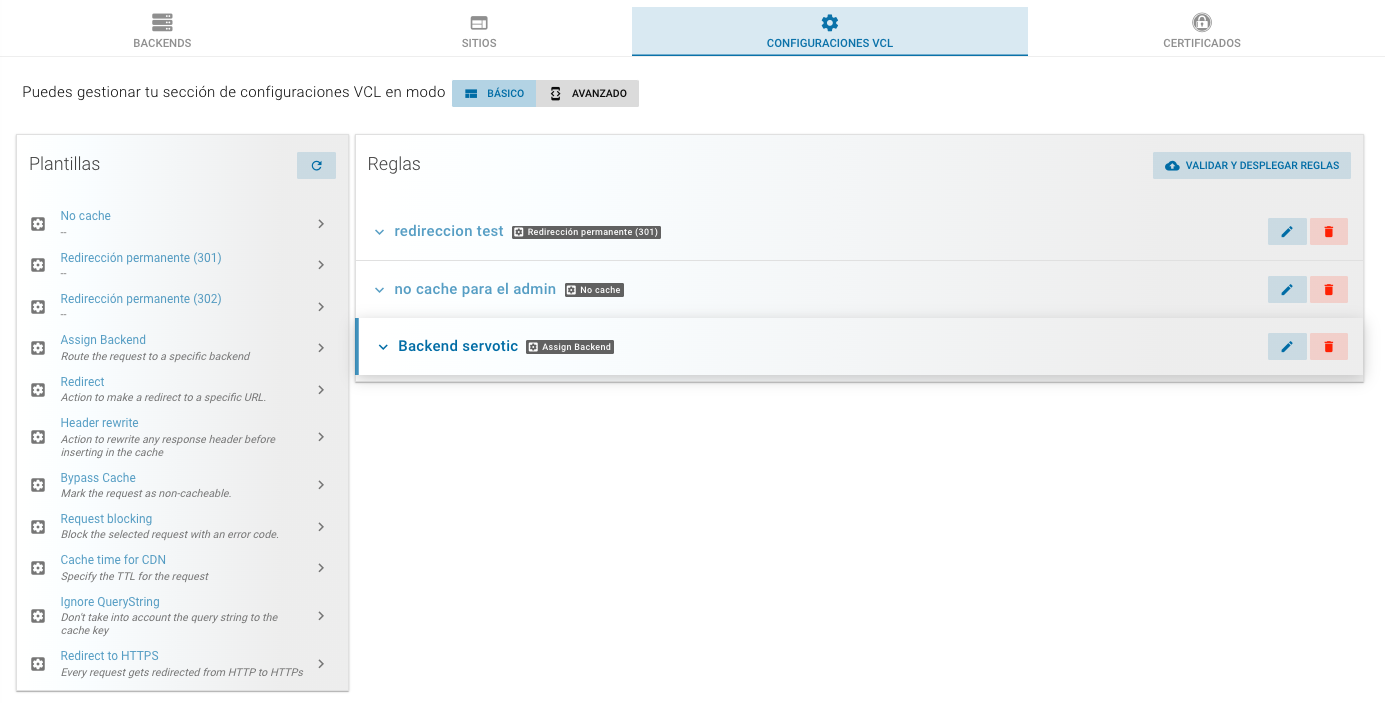 BACKENDS
SITIOS
CONFIGURACIONES VCL
CERTIFICADOS
Puedes gestionar tu sección de configuraciones VCL en modo
BÁSICO
AVANZADO
Plantillas
No cache
--
Redirección permanente (301)
--
Redirección permanente (302)
--
Assign Backend
Route the request to a specific backend
Redirect
Action to make a redirect to a specific URL.
Header rewrite
Action to rewrite any response header before
inserting in the cache
Bypass Cache
Mark the request as non-cacheable.
Request blocking
Block the selected request with an error code.
Cache time for CDN
Specify the TTL for the request
Ignore QueryString
Don't take into account the query string to the
cache key
Redirect to HTTPS
Every request gets redirected from HTTP to HTTPs
Reglas
VALIDAR Y DESPLEGAR REGLAS
redireccion test Redirección permanente (301)
no cache para el admin No cache
Backend servotic Assign Backend